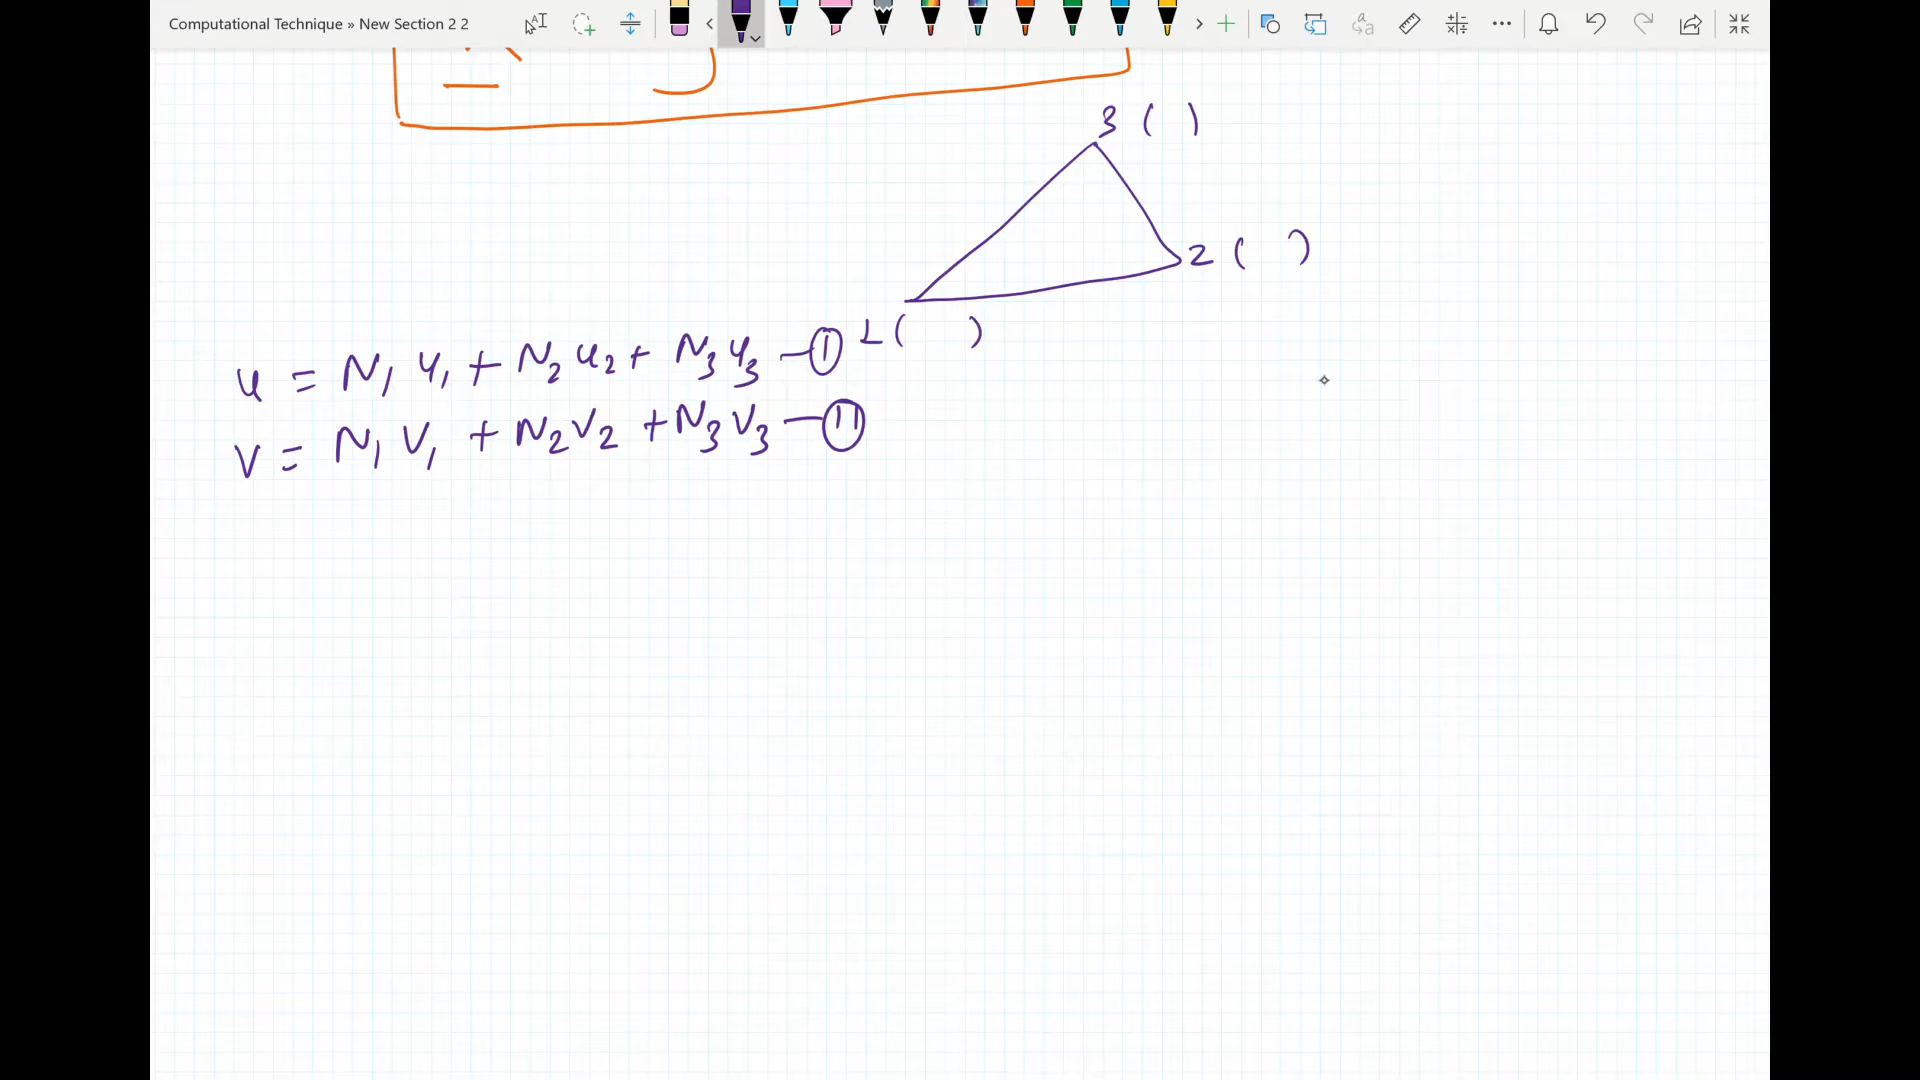 Computational Technique » New Section 2 2
3 ( )
2 ( )
1 ( )
u = N₁ u₁ + N₂ u₂ + N₃ u₃ — ①
v = N₁ v₁ + N₂ v₂ + N₃ v₃ — ⑪